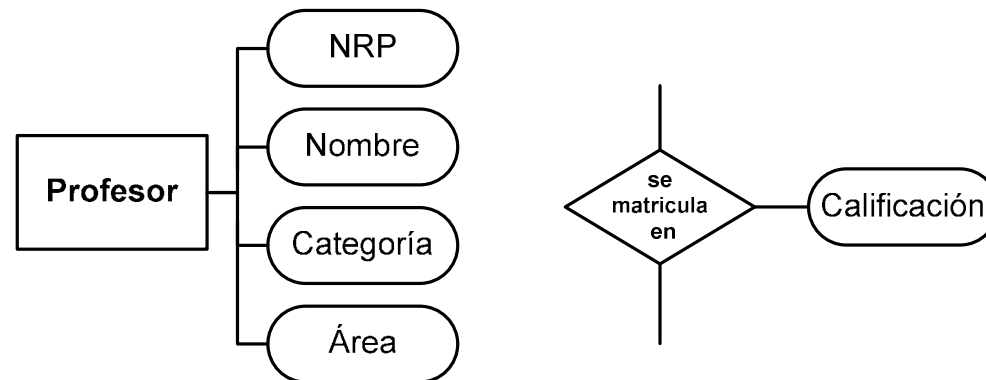 Profesor
NRP
Nombre
Categoría
Área
se
matricula
en
Calificación